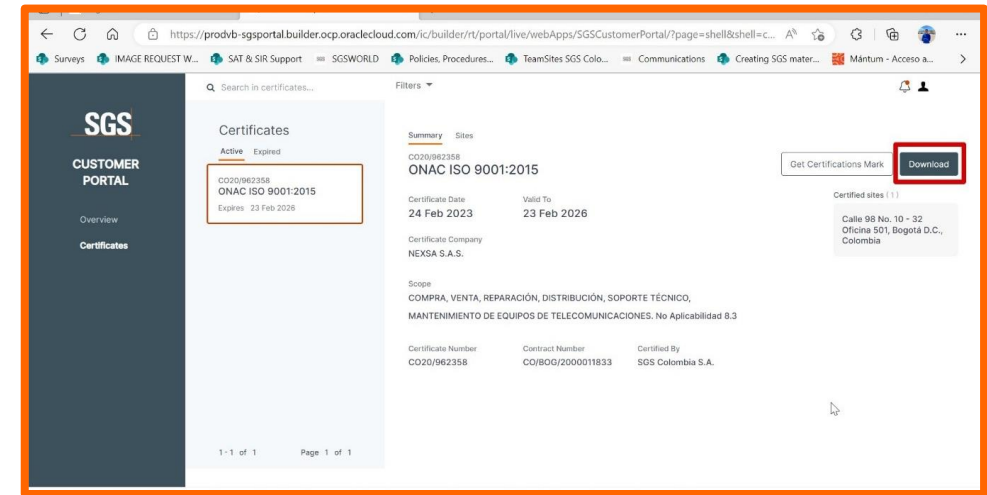 https://prodvb-sgsportal.builder.ocp.oraclecloud.com/ic/builder/rt/portal/live/webApps/SGSCustomerPortal/?page=shell&shell=c...
Surveys IMAGE REQUEST W... SAT & SIR Support SGSWORLD Policies, Procedures... TeamSites SGS Colo... Communications Creating SGS mater... Mántum - Acceso a...
Search in certificates...
Filters
SGS
CUSTOMER
PORTAL
Overview
Certificates
Certificates
Active Expired
CO20/962358
ONAC ISO 9001:2015
Expires 23 Feb 2026
1-1 of 1 Page 1 of 1
Summary Sites
CO20/962358
ONAC ISO 9001:2015
Get Certifications Mark Download
Certificate Date Valid To
24 Feb 2023 23 Feb 2026
Certificate Company
NEXSA S.A.S.
Scope
COMPRA, VENTA, REPARACIÓN, DISTRIBUCIÓN, SOPORTE TÉCNICO,
MANTENIMIENTO DE EQUIPOS DE TELECOMUNICACIONES. No Aplicabilidad 8.3
Certificate Number Contract Number Certified By
CO20/962358 CO/BOG/2000011833 SGS Colombia S.A.
Certified sites (1)
Calle 98 No. 10 - 32
Oficina 501, Bogotá D.C.,
Colombia